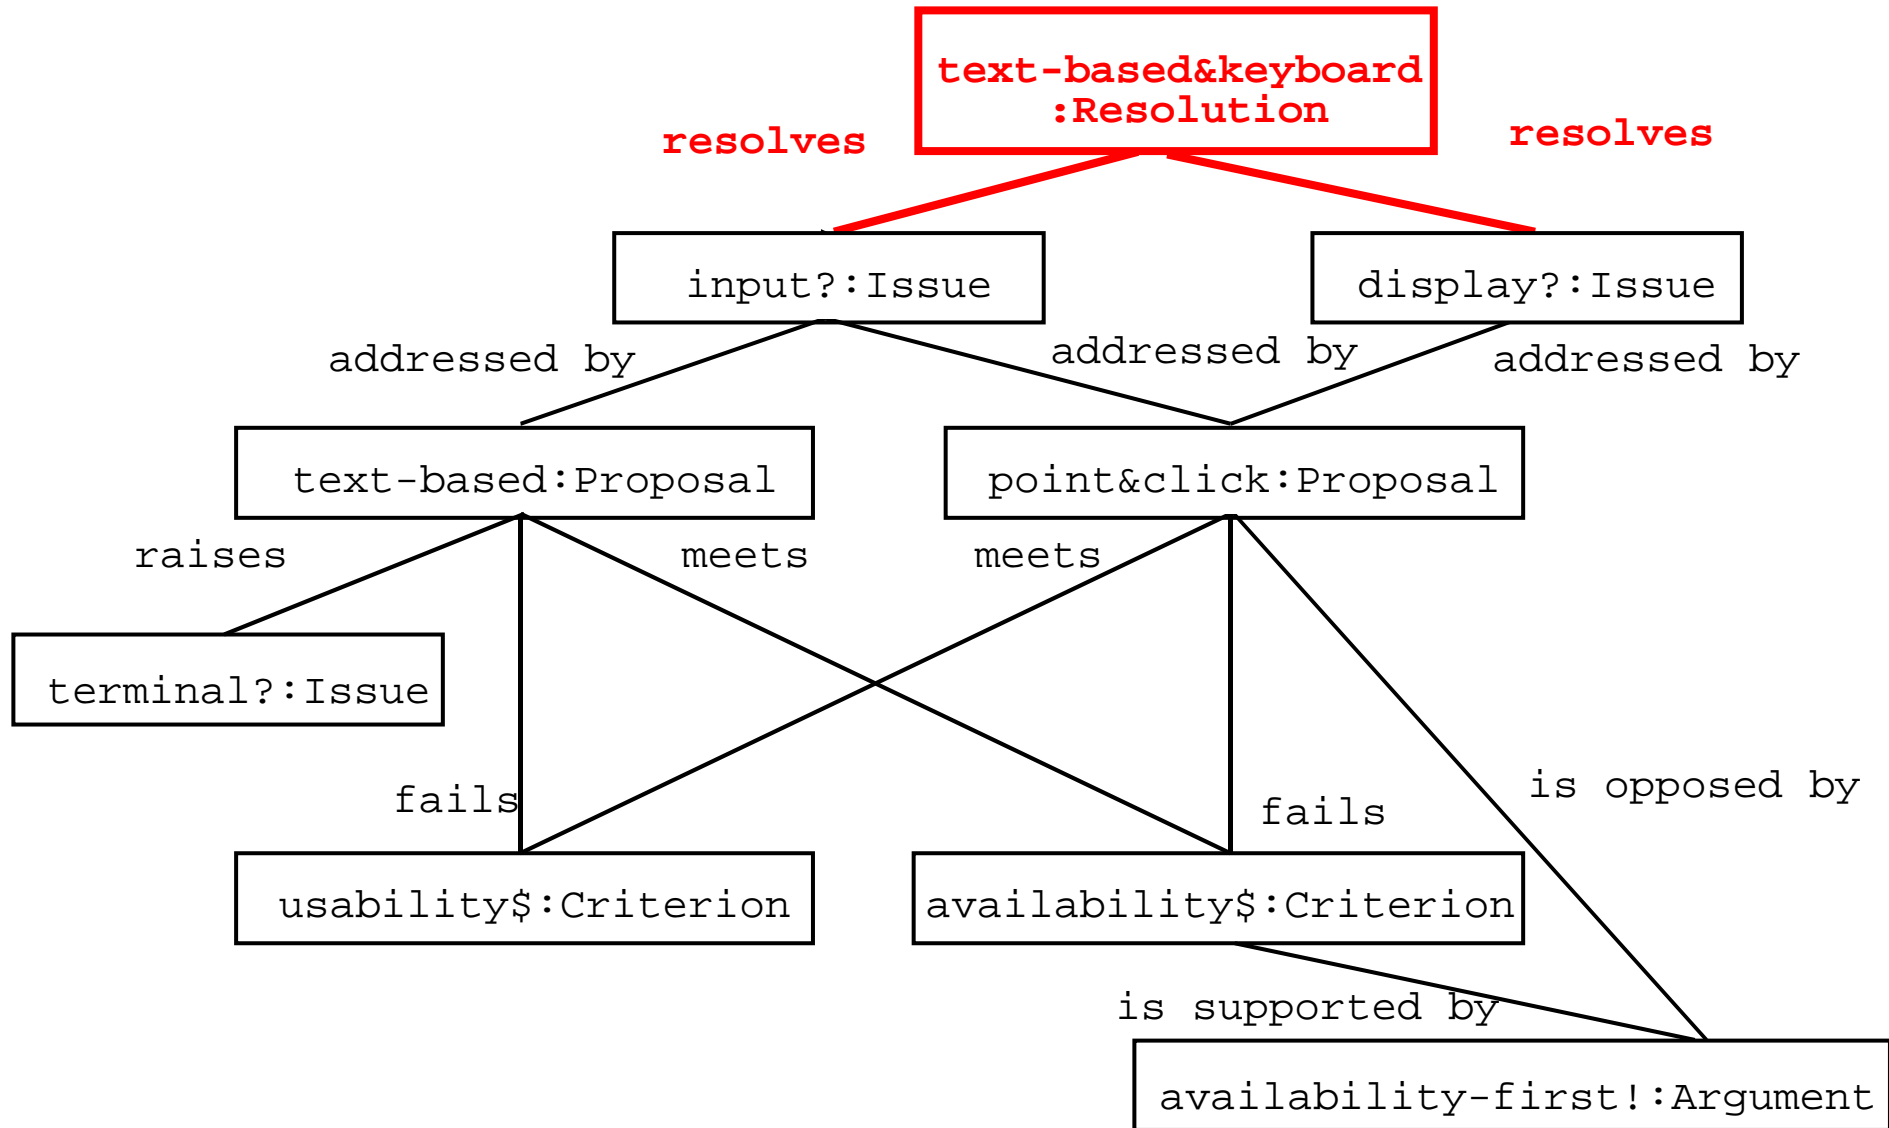 text-based&keyboard
:Resolution
resolves
resolves
input?:Issue
display?:Issue
addressed by
addressed by
addressed by
text-based:Proposal
point&click:Proposal
raises
meets
meets
terminal?:Issue
fails
fails
is opposed by
usability$:Criterion
availability$:Criterion
is supported by
availability-first!:Argument